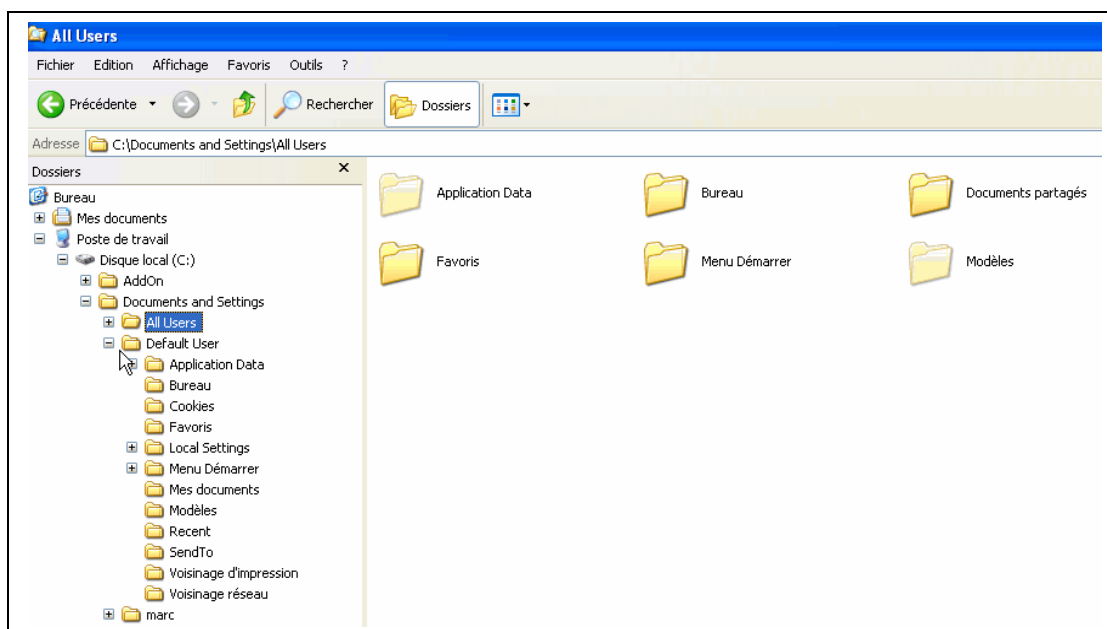 All Users
Fichier Edition Affichage Favoris Outils ?
Précédente Rechercher Dossiers
Adresse C:\Documents and Settings\All Users
Dossiers
Bureau
Mes documents
Poste de travail
Disque local (C:)
AddOn
Documents and Settings
All Users
Default User
Application Data
Bureau
Cookies
Favoris
Local Settings
Menu Démarrer
Mes documents
Modèles
Recent
SendTo
Voisinage d'impression
Voisinage réseau
marc
Application Data Bureau Documents partagés
Favoris Menu Démarrer Modèles